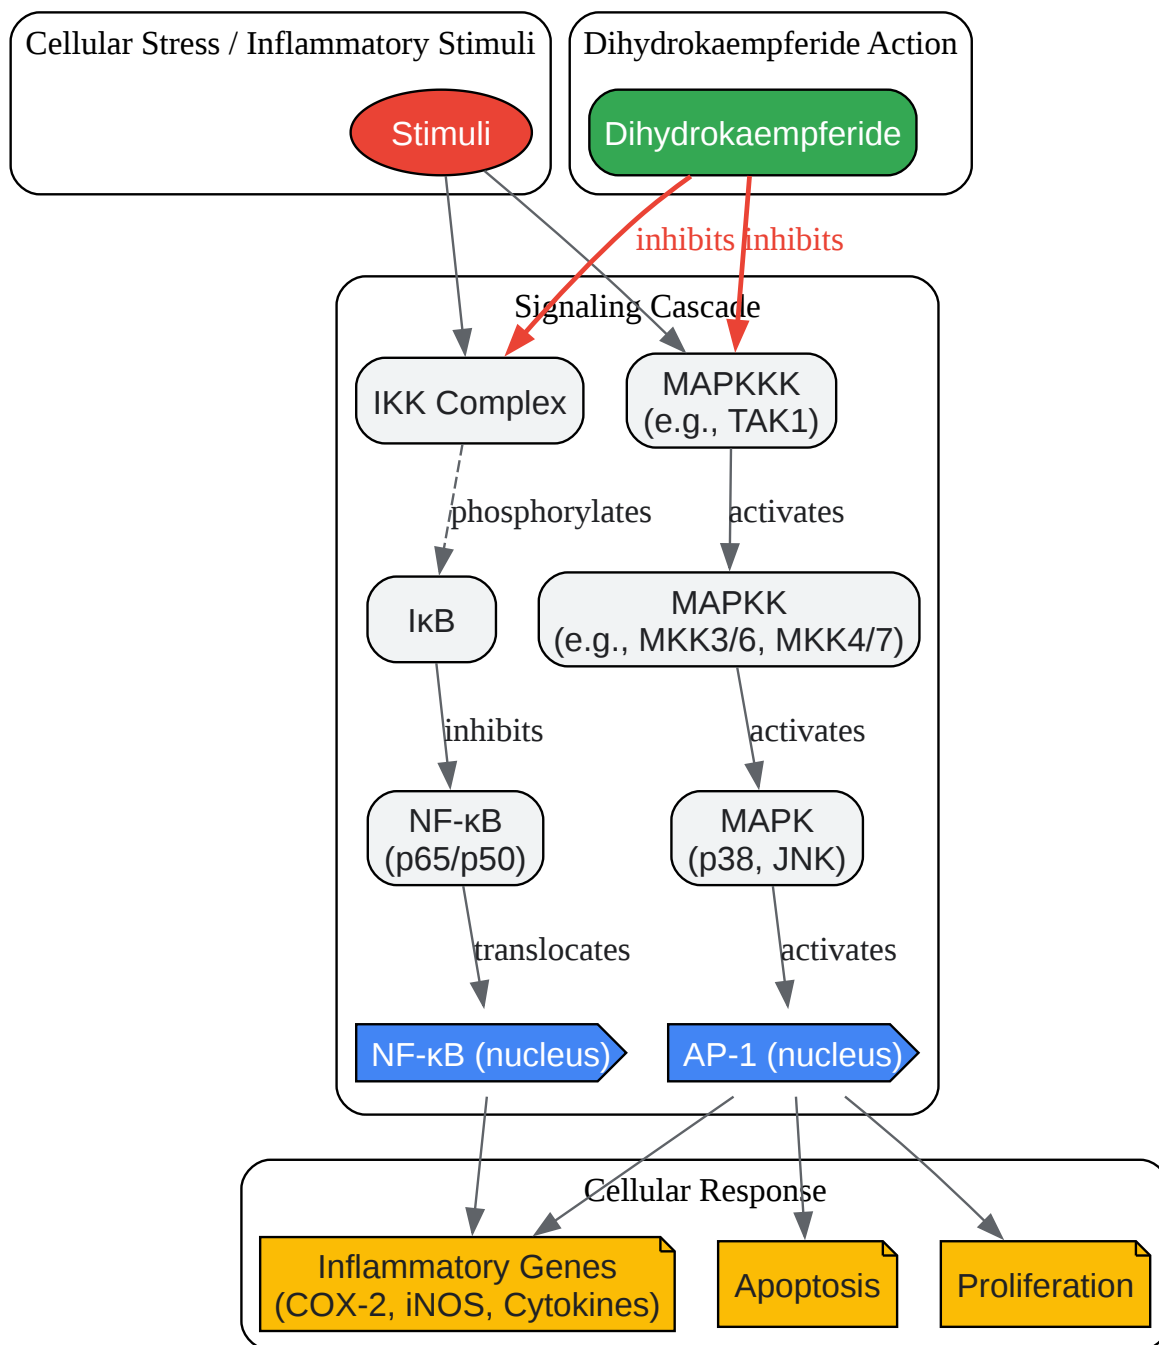 Cellular Stress / Inflammatory Stimuli
Dihydrokaempferide Action
Stimuli
Dihydrokaempferide
inhibits
inhibits
Signaling Cascade
IKK Complex
MAPKKK
(e.g., TAK1)
phosphorylates
activates
IκB
MAPKK
(e.g., MKK3/6, MKK4/7)
inhibits
activates
NF-κB
(p65/p50)
MAPK
(p38, JNK)
translocates
activates
NF-κB (nucleus)
AP-1 (nucleus)
Cellular Response
Inflammatory Genes
(COX-2, iNOS, Cytokines)
Apoptosis
Proliferation